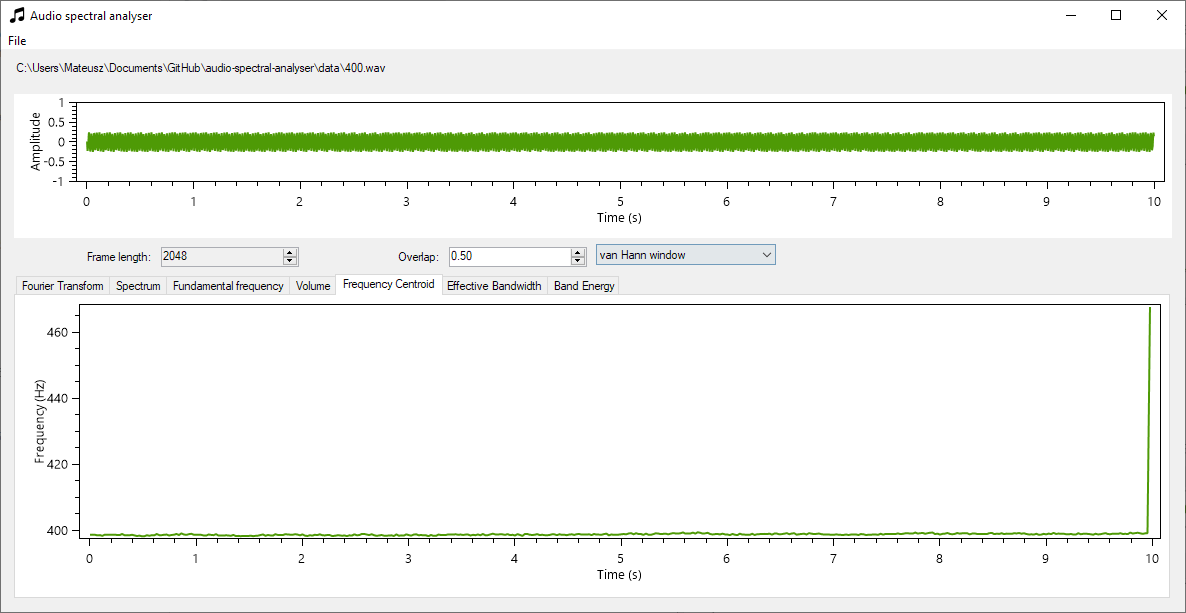 Audio spectral analyser
File
C:\Users\Mateusz\Documents\GitHub\audio-spectral-analyser\data\400.wav
Amplitude
1
0.5
0
-0.5
-1
0 1 2 3 4 5 6 7 8 9 10
Time (s)
Frame length: 2048 Overlap: 0.50 van Hann window
Fourier Transform Spectrum Fundamental frequency Volume Frequency Centroid Effective Bandwidth Band Energy
Frequency (Hz)
460
440
420
400
0 1 2 3 4 5 6 7 8 9 10
Time (s)